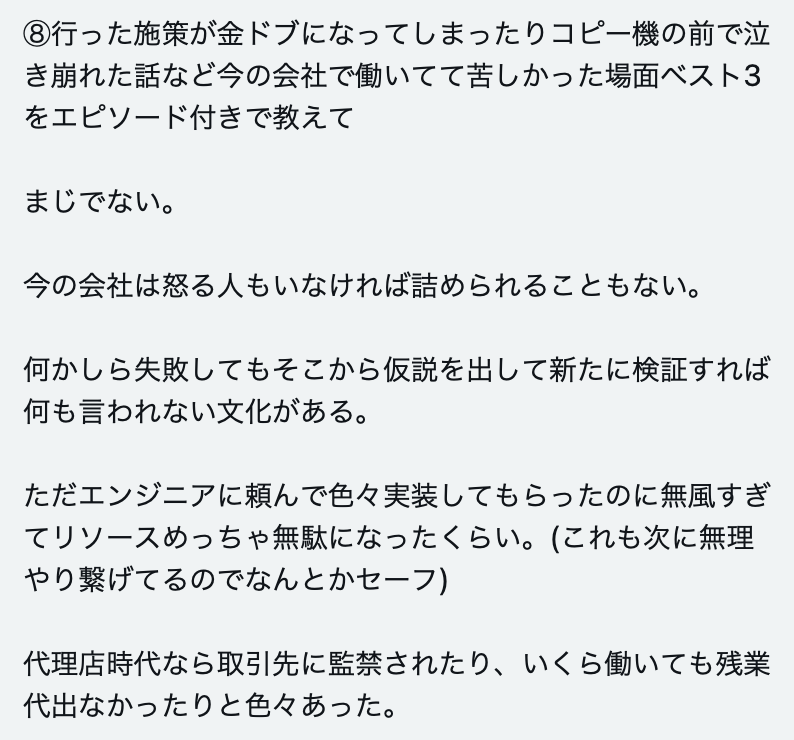 ⑧行った施策が金ドブになってしまったりコピー機の前で泣
き崩れた話など今の会社で働いてて苦しかった場面ベスト3
をエピソード付きで教えて
まじでない。
今の会社は怒る人もいなければ詰められることもない。
何かしら失敗してもそこから仮説を出して新たに検証すれば
何も言われない文化がある。
ただエンジニアに頼んで色々実装してもらったのに無風すぎ
てリソースめっちゃ無駄になったくらい。(これも次に無理
やり繋げてるのでなんとかセーフ)
代理店時代なら取引先に監禁されたり、いくら働いても残業
代出なかったりと色々あった。